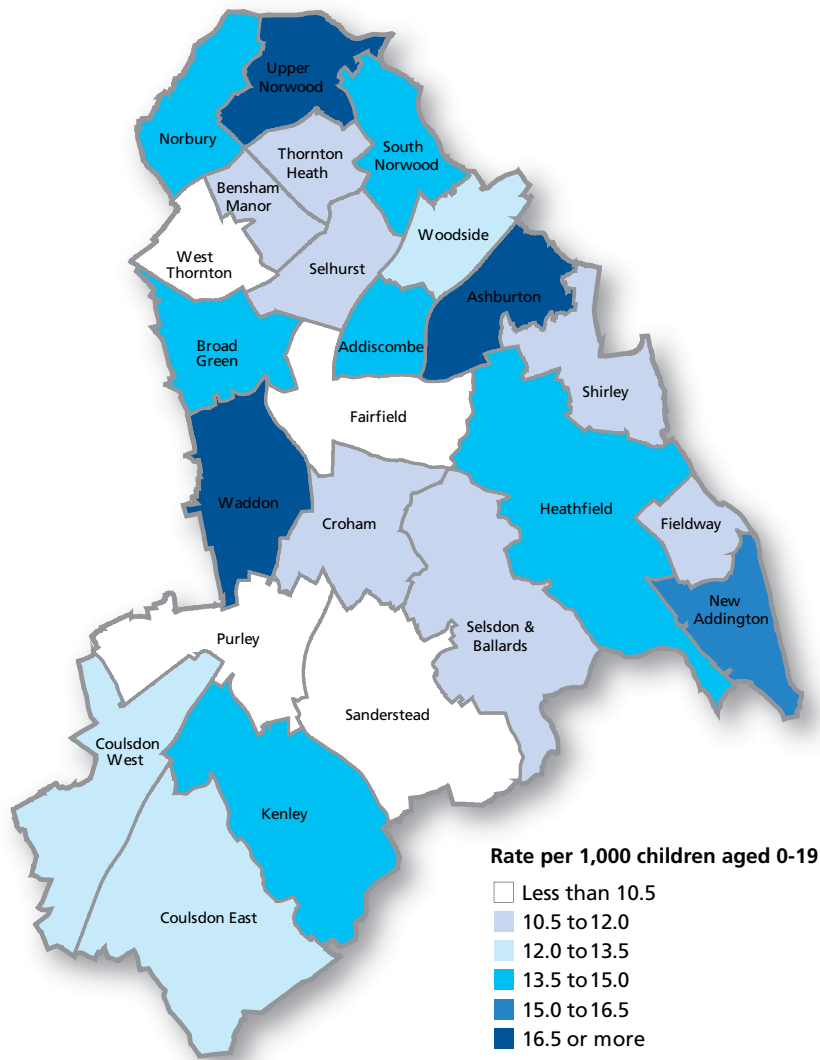 Upper
Norwood
Norbury
Thornton
Heath
South
Norwood
Bensham
Manor
Woodside
West
Thornton
Selhurst
Ashburton
Broad
Green
Addiscombe
Shirley
Fairfield
Waddon
Croham
Heathfield
Fieldway
New
Addington
Purley
Selsdon &
Ballards
Sanderstead
Coulsdon
West
Kenley
Coulsdon East
Rate per 1,000 children aged 0-19
Less than 10.5
10.5 to 12.0
12.0 to 13.5
13.5 to 15.0
15.0 to 16.5
16.5 or more